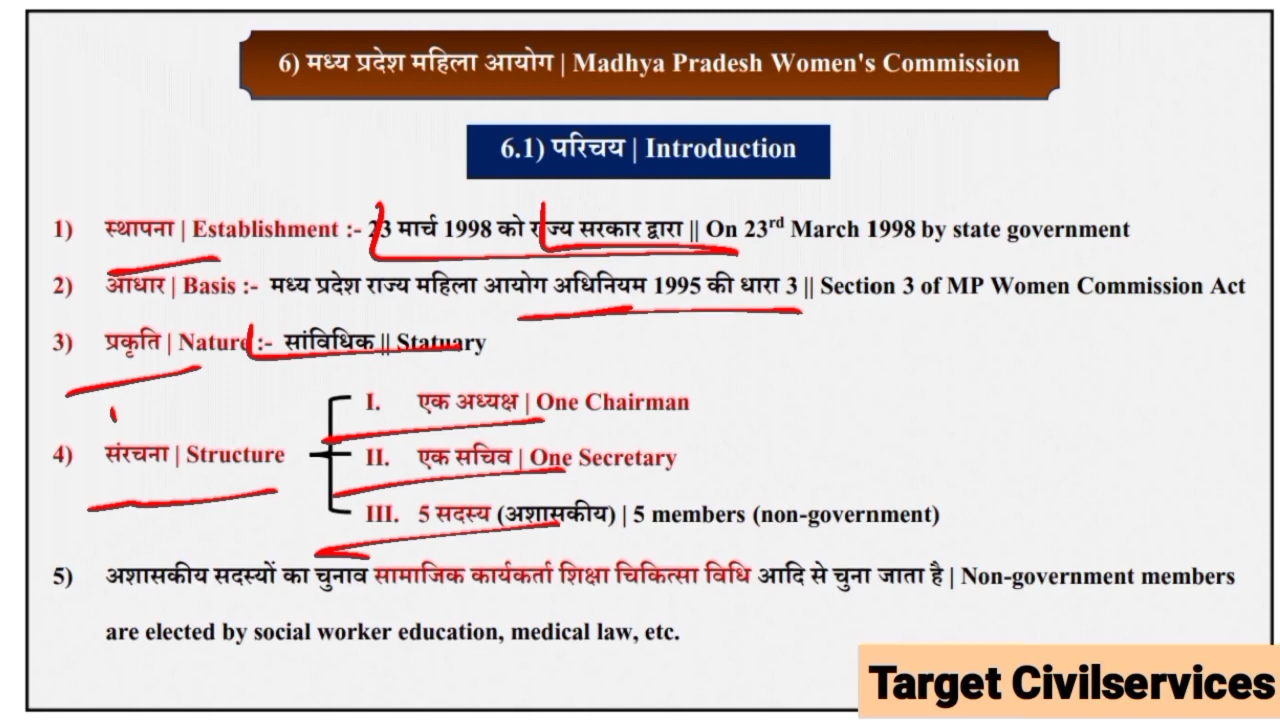 6) मध्य प्रदेश महिला आयोग | Madhya Pradesh Women's Commission
6.1) परिचय | Introduction
1) स्थापना | Establishment :- 23 मार्च 1998 को राज्य सरकार द्वारा || On 23rd March 1998 by state government
2) आधार | Basis :- मध्य प्रदेश राज्य महिला आयोग अधिनियम 1995 की धारा 3 || Section 3 of MP Women Commission Act
3) प्रकृति | Nature :- सांविधिक || Statuary
4) संरचना | Structure
I. एक अध्यक्ष | One Chairman
II. एक सचिव | One Secretary
III. 5 सदस्य (अशासकीय) | 5 members (non-government)
5) अशासकीय सदस्यों का चुनाव सामाजिक कार्यकर्ता शिक्षा चिकित्सा विधि आदि से चुना जाता है | Non-government members
are elected by social worker education, medical law, etc.
Target Civilservices